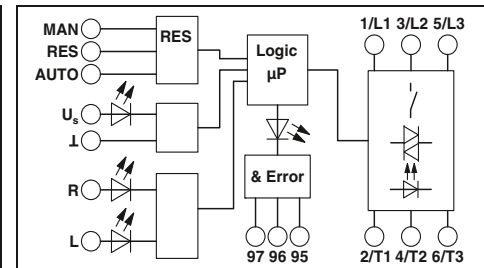 MAN
RES
AUTO
RES
Us
⊥
R
L
Logic
µP
& Error
97 96 95
1/L1 3/L2 5/L3
2/T1 4/T2 6/T3